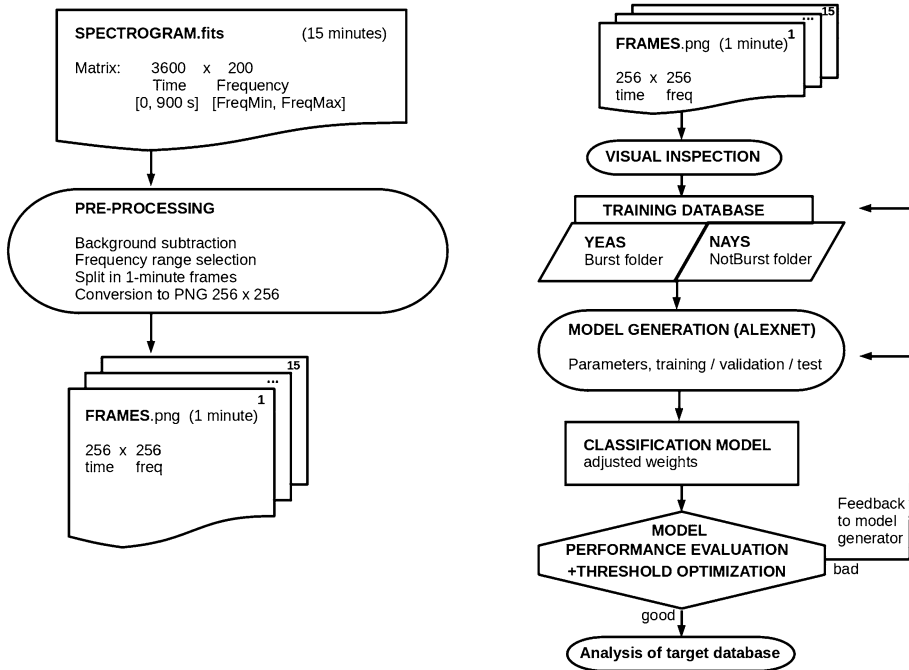 SPECTROGRAM.fits (15 minutes)
Matrix: 3600 x 200
Time Frequency
[0, 900 s] [FreqMin, FreqMax]
PRE-PROCESSING
Background subtraction
Frequency range selection
Split in 1-minute frames
Conversion to PNG 256 x 256
15
...
1
FRAMES.png (1 minute)
256 x 256
time freq
15
...
1
FRAMES.png (1 minute)
256 x 256
time freq
VISUAL INSPECTION
TRAINING DATABASE
YEAS NAYS
Burst folder NotBurst folder
MODEL GENERATION (ALEXNET)
Parameters, training / validation / test
CLASSIFICATION MODEL
adjusted weights
Feedback
to model
generator
MODEL
PERFORMANCE EVALUATION
+THRESHOLD OPTIMIZATION
bad
good
Analysis of target database